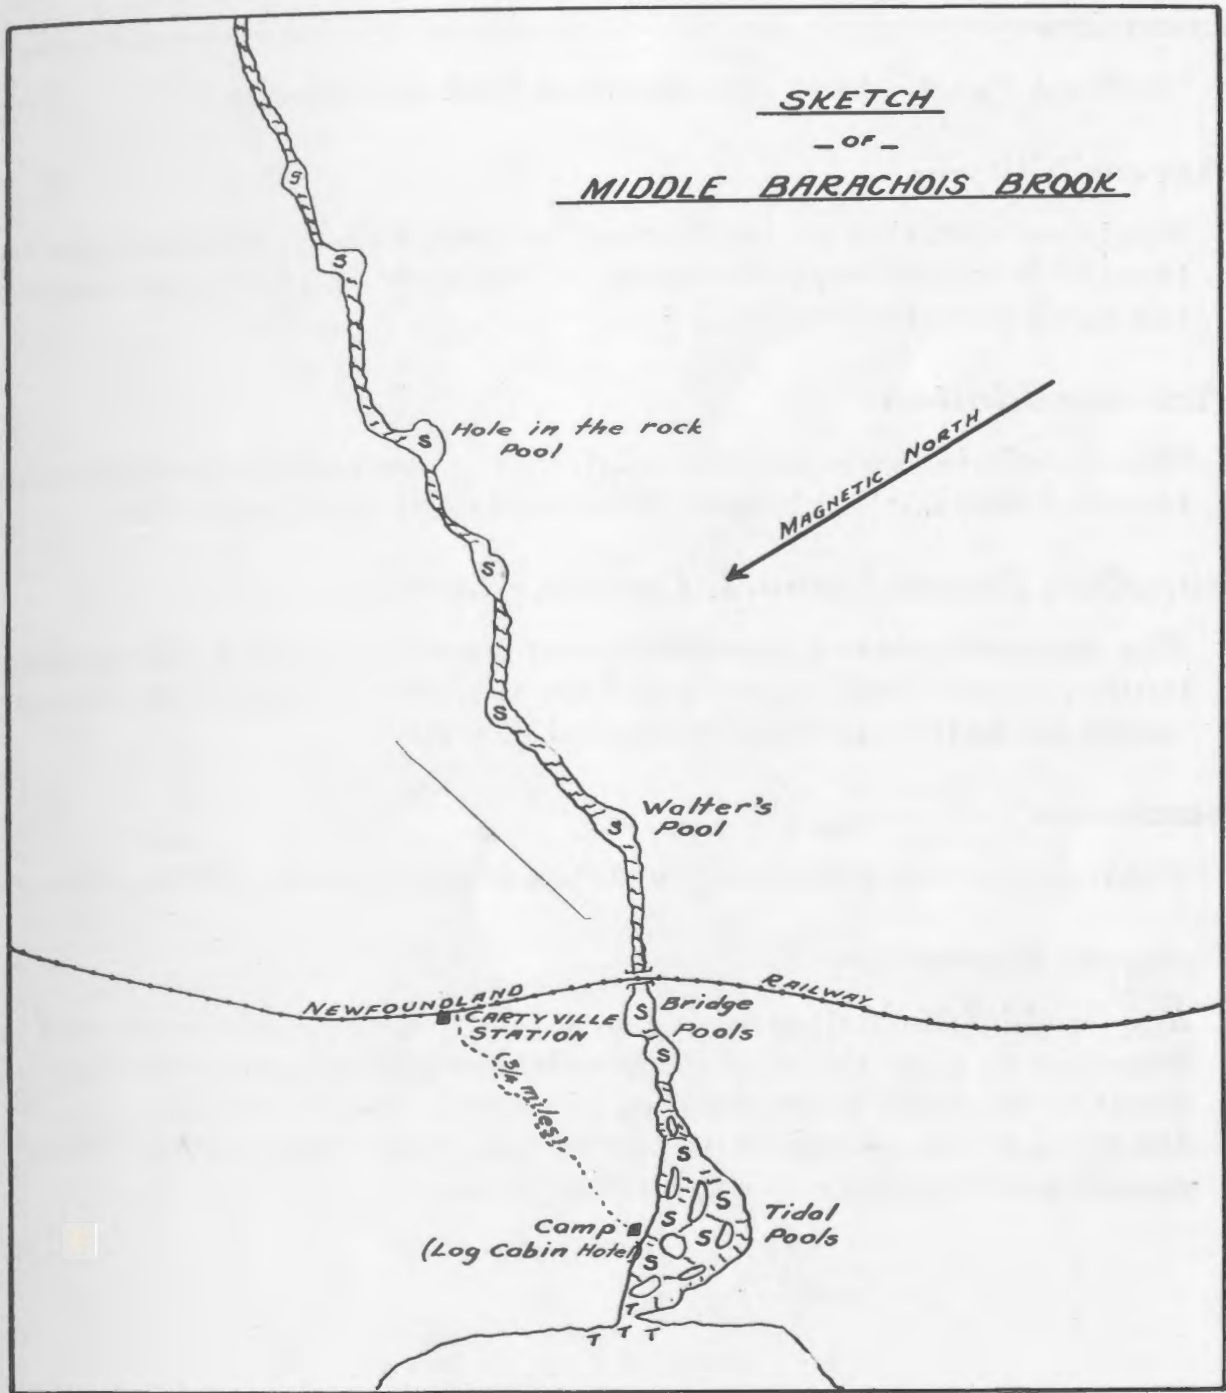 SKETCH
- OF -
MIDDLE BARACHOIS BROOK
S
S
Hole in the rock
Pool
S
MAGNETIC NORTH
S
S
Walter's
Pool
S
NEWFOUNDLAND RAILWAY
CARTYVILLE
STATION
Bridge
Pools
S
S
(3/4 miles)
S
S
S
S
S
Tidal
Pools
Camp
(Log Cabin Hotel)
T
T T T